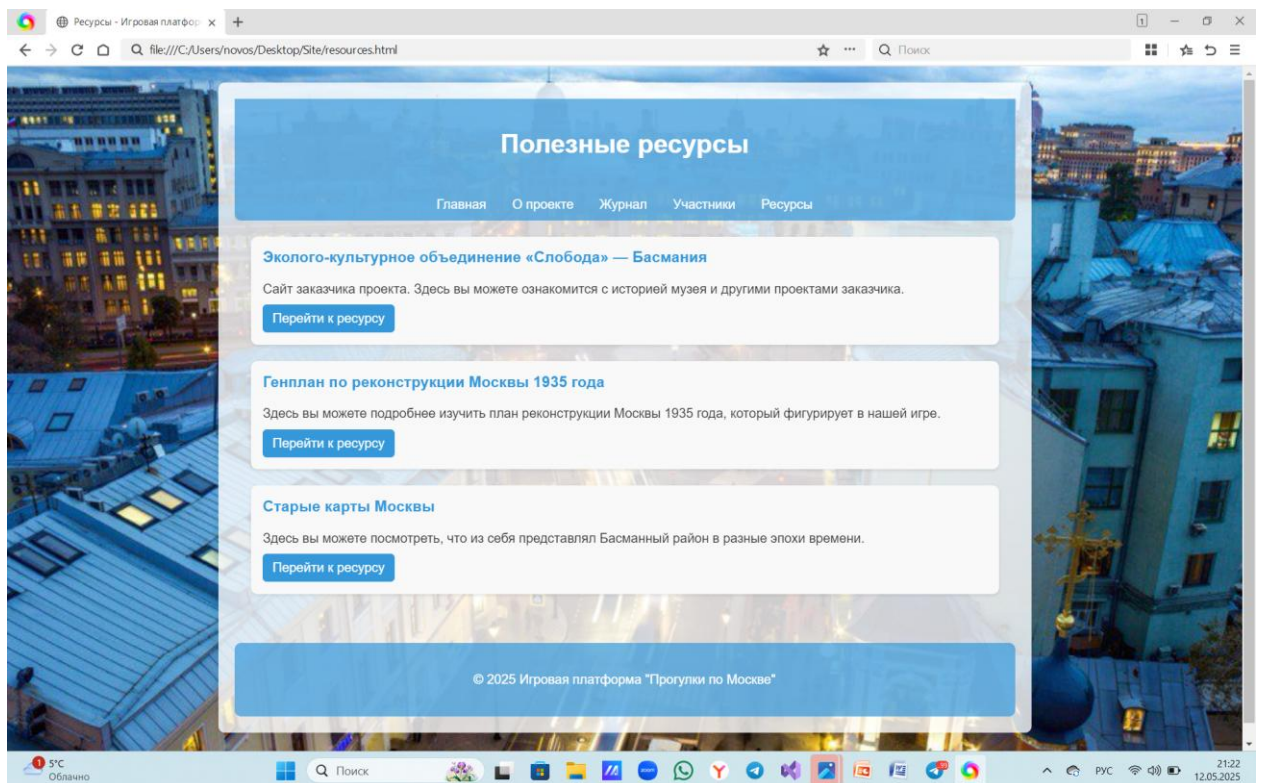 Ресурсы - Игровая платфор
1
file:///C:/Users/novos/Desktop/Site/resources.html
Поиск
Полезные ресурсы
Главная О проекте Журнал Участники Ресурсы
Эколого-культурное объединение «Слобода» — Басмания
Сайт заказчика проекта. Здесь вы можете ознакомится с историей музея и другими проектами заказчика.
Перейти к ресурсу
Генплан по реконструкции Москвы 1935 года
Здесь вы можете подробнее изучить план реконструкции Москвы 1935 года, который фигурирует в нашей игре.
Перейти к ресурсу
Старые карты Москвы
Здесь вы можете посмотреть, что из себя представлял Басманный район в разные эпохи времени.
Перейти к ресурсу
© 2025 Игровая платформа "Прогулки по Москве"
1
5°C
Облачно
Поиск
zoom
РУС
21:22
12.05.2025